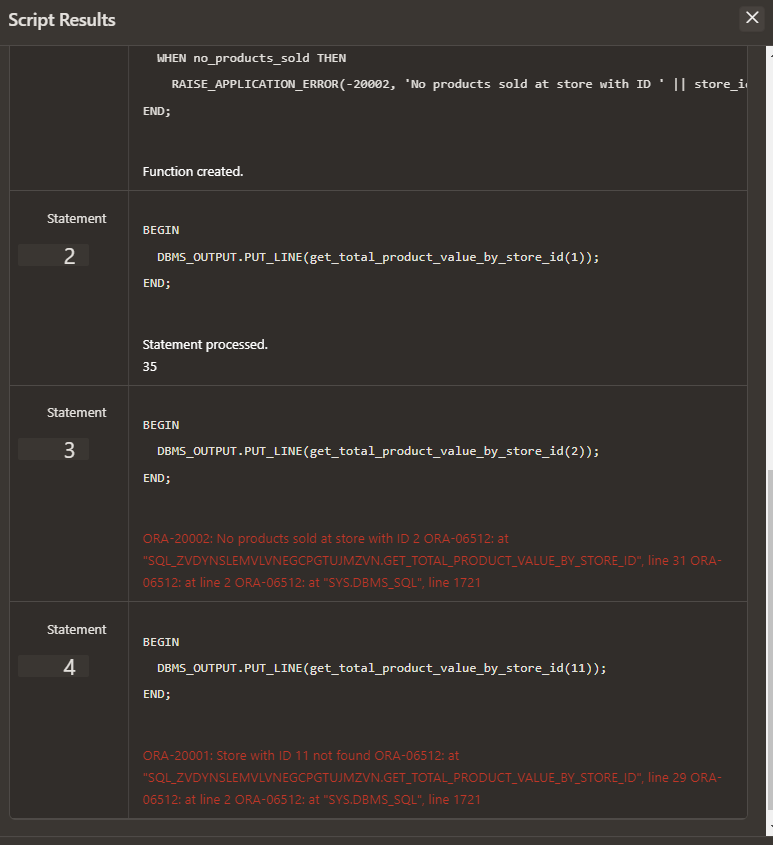 Script Results
WHEN no_products_sold THEN
RAISE_APPLICATION_ERROR(-20002, 'No products sold at store with ID ' || store_i
END;
Function created.
Statement
2
BEGIN
DBMS_OUTPUT.PUT_LINE(get_total_product_value_by_store_id(1));
END;
Statement processed.
35
Statement
3
BEGIN
DBMS_OUTPUT.PUT_LINE(get_total_product_value_by_store_id(2));
END;
ORA-20002: No products sold at store with ID 2 ORA-06512: at
"SQL_ZVDYNSLEMVLVNEGCPGTUJMZVN.GET_TOTAL_PRODUCT_VALUE_BY_STORE_ID", line 31 ORA-
06512: at line 2 ORA-06512: at "SYS.DBMS_SQL", line 1721
Statement
4
BEGIN
DBMS_OUTPUT.PUT_LINE(get_total_product_value_by_store_id(11));
END;
ORA-20001: Store with ID 11 not found ORA-06512: at
"SQL_ZVDYNSLEMVLVNEGCPGTUJMZVN.GET_TOTAL_PRODUCT_VALUE_BY_STORE_ID", line 29 ORA-
06512: at line 2 ORA-06512: at "SYS.DBMS_SQL", line 1721